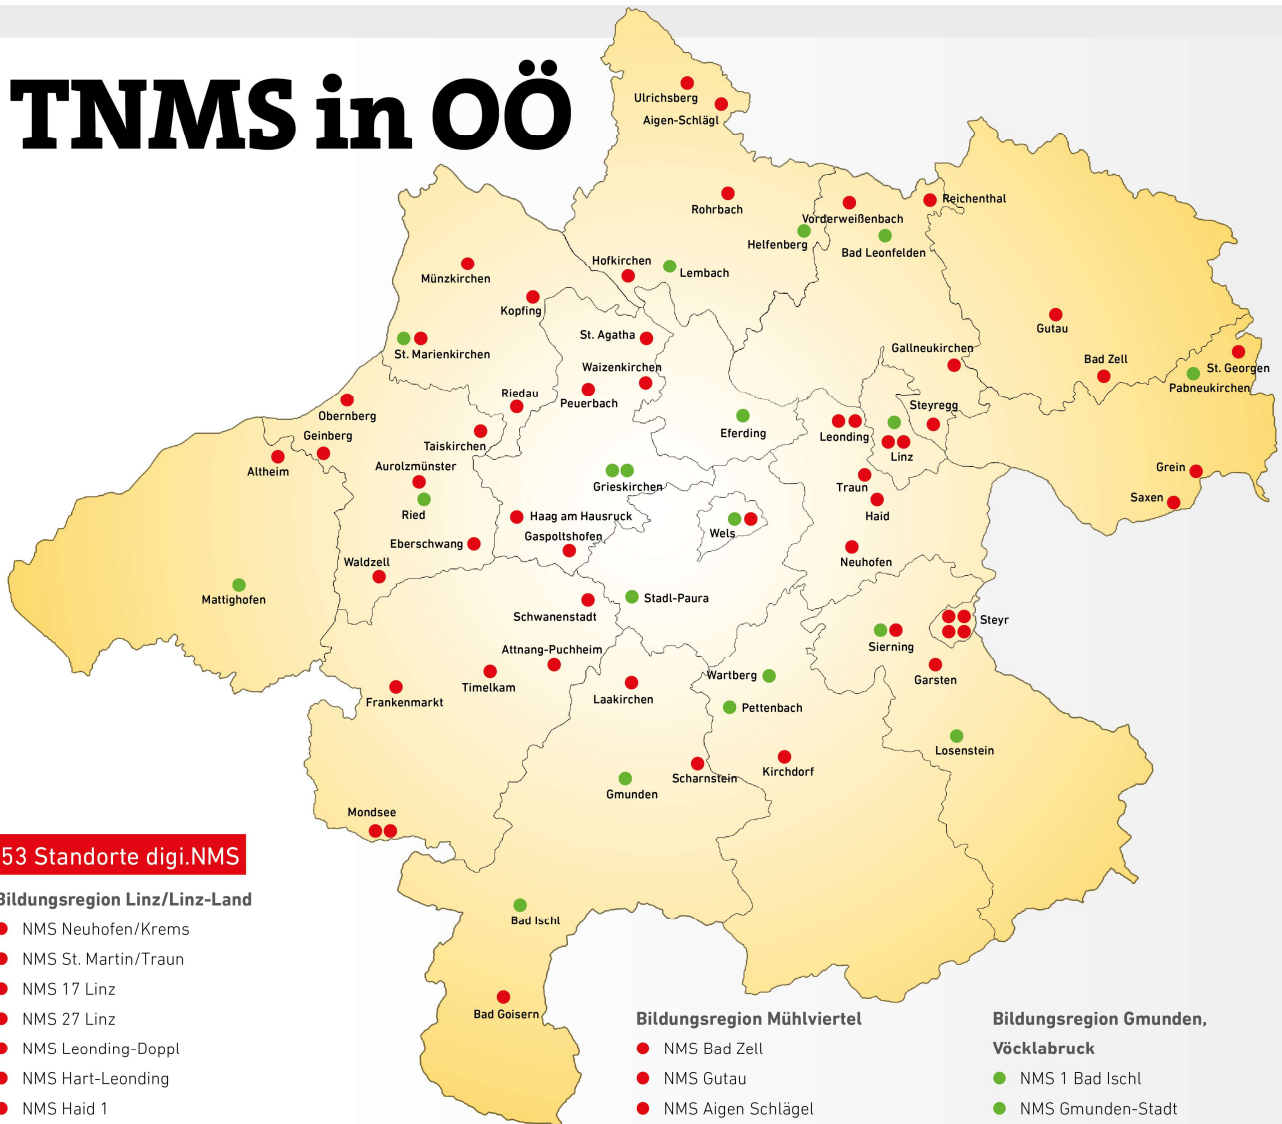 TNMS in OÖ
Ulrichsberg
Aigen-Schlägl
Rohrbach
Reichenthal
Vorderweißenbach
Helfenberg
Bad Leonfelden
Hofkirchen
Lembach
Münzkirchen
Kopfing
St. Agatha
Gutau
St. Marienkirchen
Gallneukirchen
Bad Zell
St. Georgen
Waizenkirchen
Pabneukirchen
Riedau
Peuerbach
Obernberg
Steyregg
Geinberg
Taiskirchen
Eferding
Leonding
Linz
Altheim
Aurolzmünster
Grein
Grieskirchen
Traun
Saxen
Ried
Haag am Hausruck
Haid
Gaspoltshofen
Wels
Eberschwang
Waldzell
Neuhofen
Mattighofen
Stadl-Paura
Schwanenstadt
Steyr
Sierning
Attnang-Puchheim
Wartberg
Garsten
Timelkam
Frankenmarkt
Laakirchen
Pettenbach
Losenstein
Scharnstein
Kirchdorf
Gmunden
Mondsee
53 Standorte digi.NMS
Bildungsregion Linz/Linz-Land
NMS Neuhofen/Krems
NMS St. Martin/Traun
NMS 17 Linz
NMS 27 Linz
NMS Leonding-Doppl
NMS Hart-Leonding
NMS Haid 1
Bad Ischl
Bad Goisern
Bildungsregion Mühlviertel
NMS Bad Zell
NMS Gutau
NMS Aigen Schlägel
Bildungsregion Gmunden,
Vöcklabruck
NMS 1 Bad Ischl
NMS Gmunden-Stadt